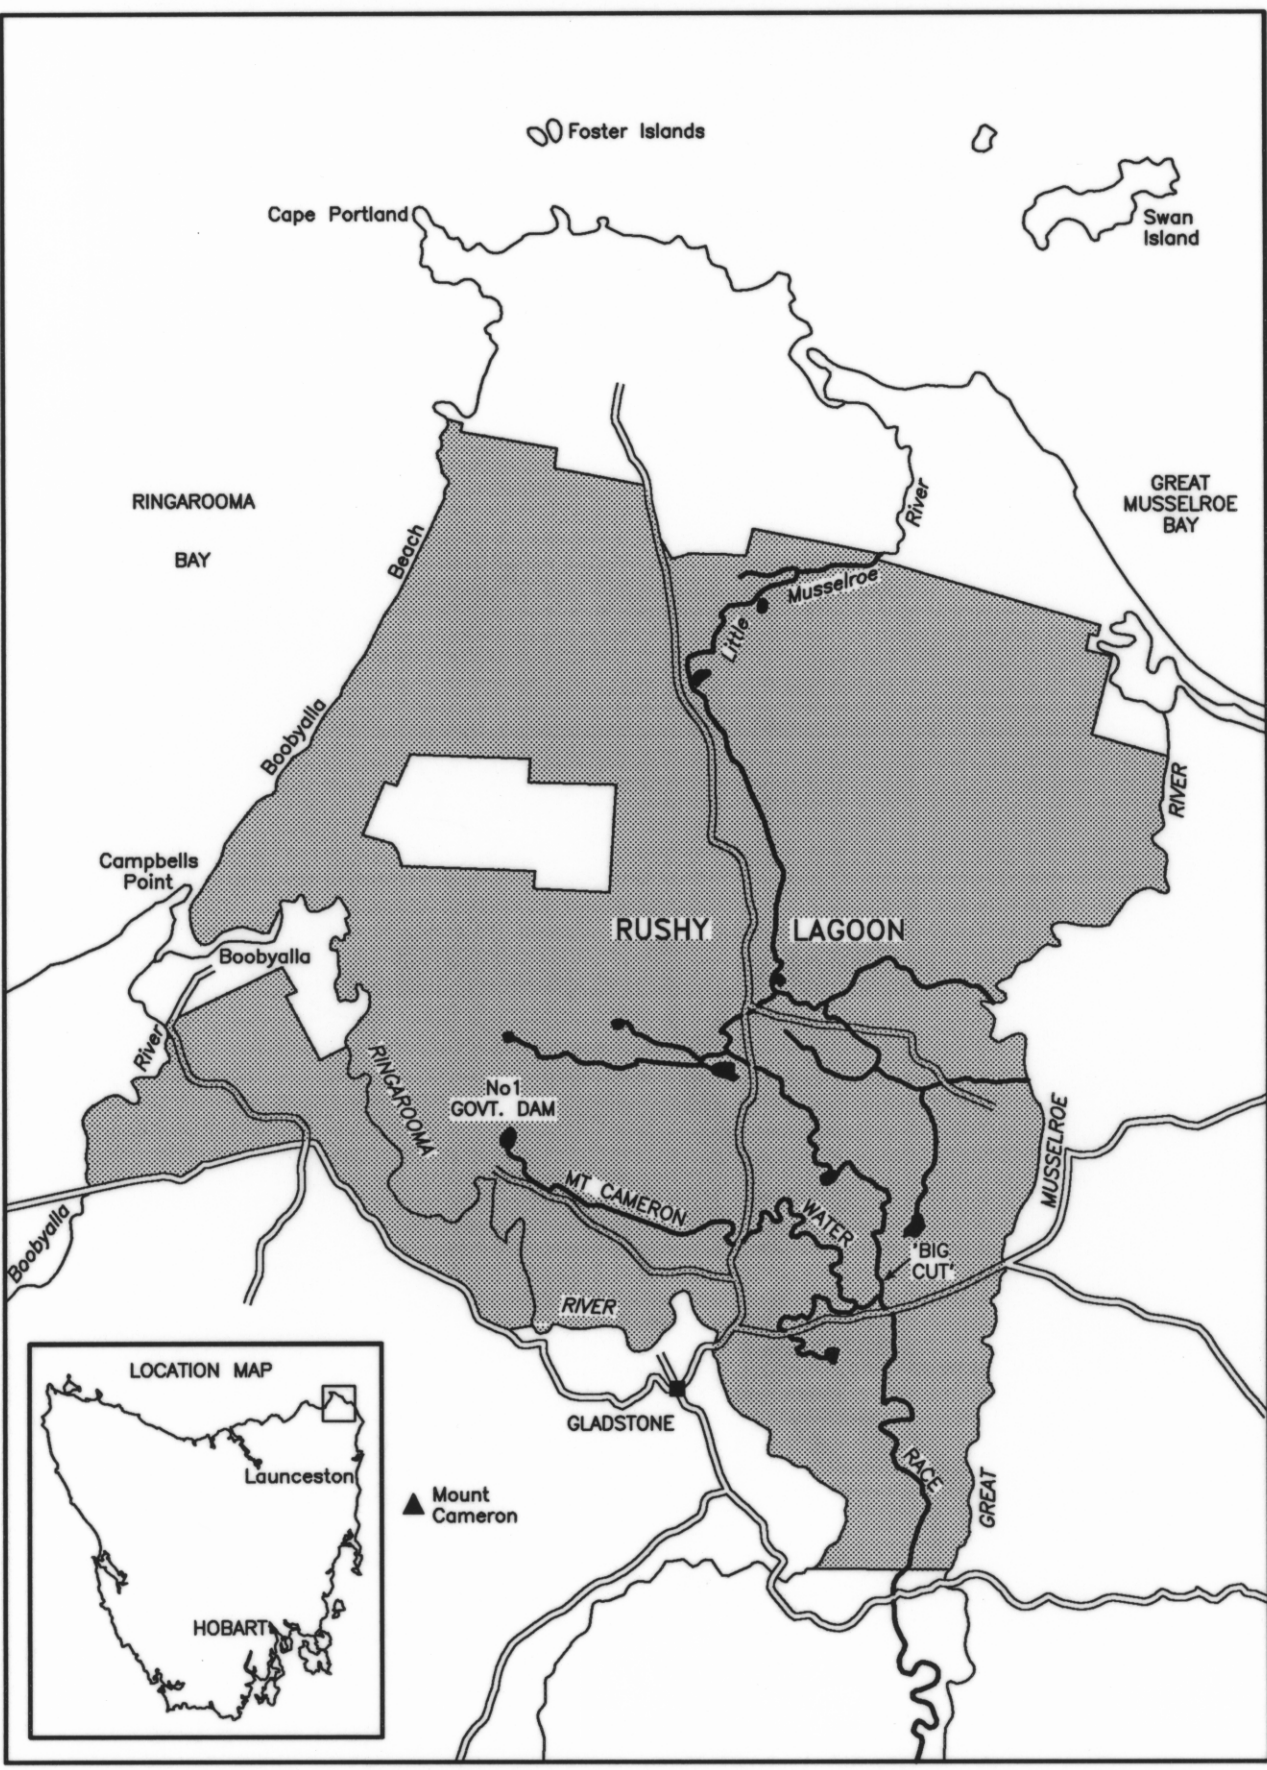 Foster Islands
Cape Portland
Swan
Island
RINGAROOMA
BAY
GREAT
MUSSELROE
BAY
River
Beach
Musselroe
Little
Boobyalla
RIVER
Campbells
Point
RUSHY LAGOON
Boobyalla
River
RINGAROOMA
No1
GOVT. DAM
MUSSELROE
MT CAMERON
WATER
Boobyalla
'BIG
CUT'
RIVER
LOCATION MAP
GLADSTONE
Launceston
RACE
GREAT
Mount
Cameron
HOBART